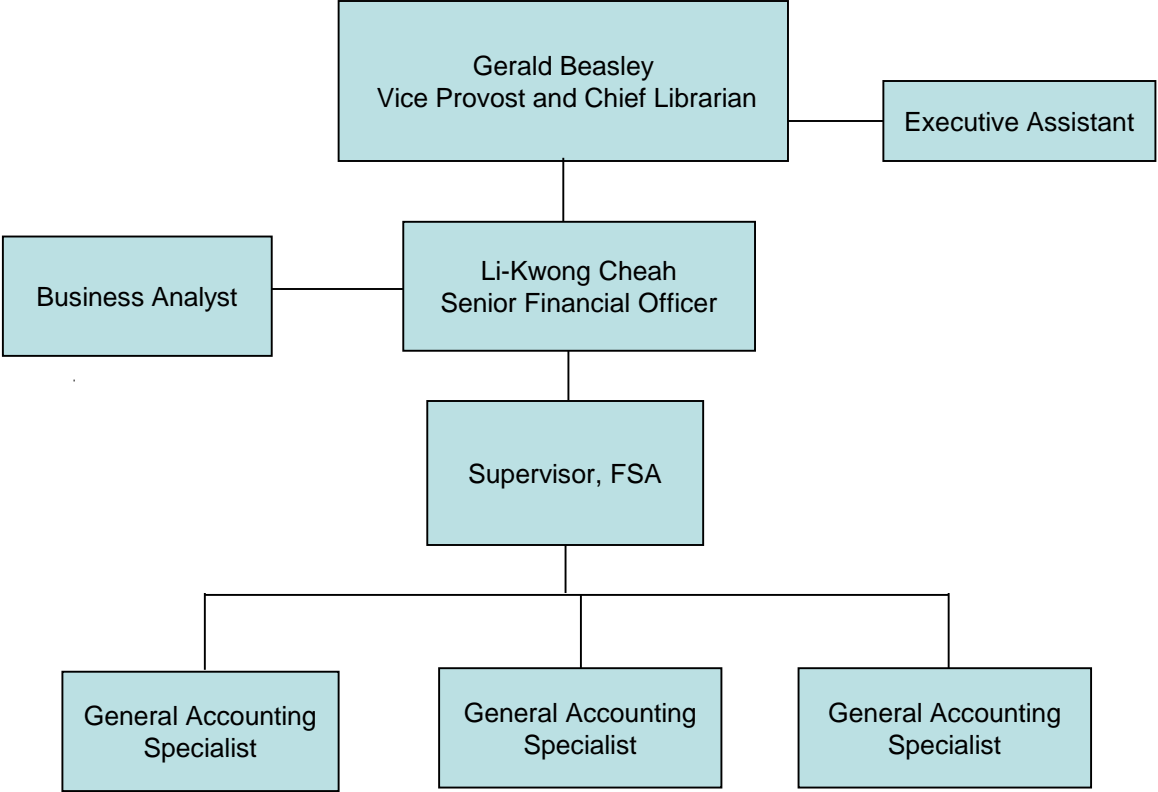 Gerald Beasley
Vice Provost and Chief Librarian
Executive Assistant
Li-Kwong Cheah
Senior Financial Officer
Business Analyst
Supervisor, FSA
General Accounting
Specialist
General Accounting
Specialist
General Accounting
Specialist